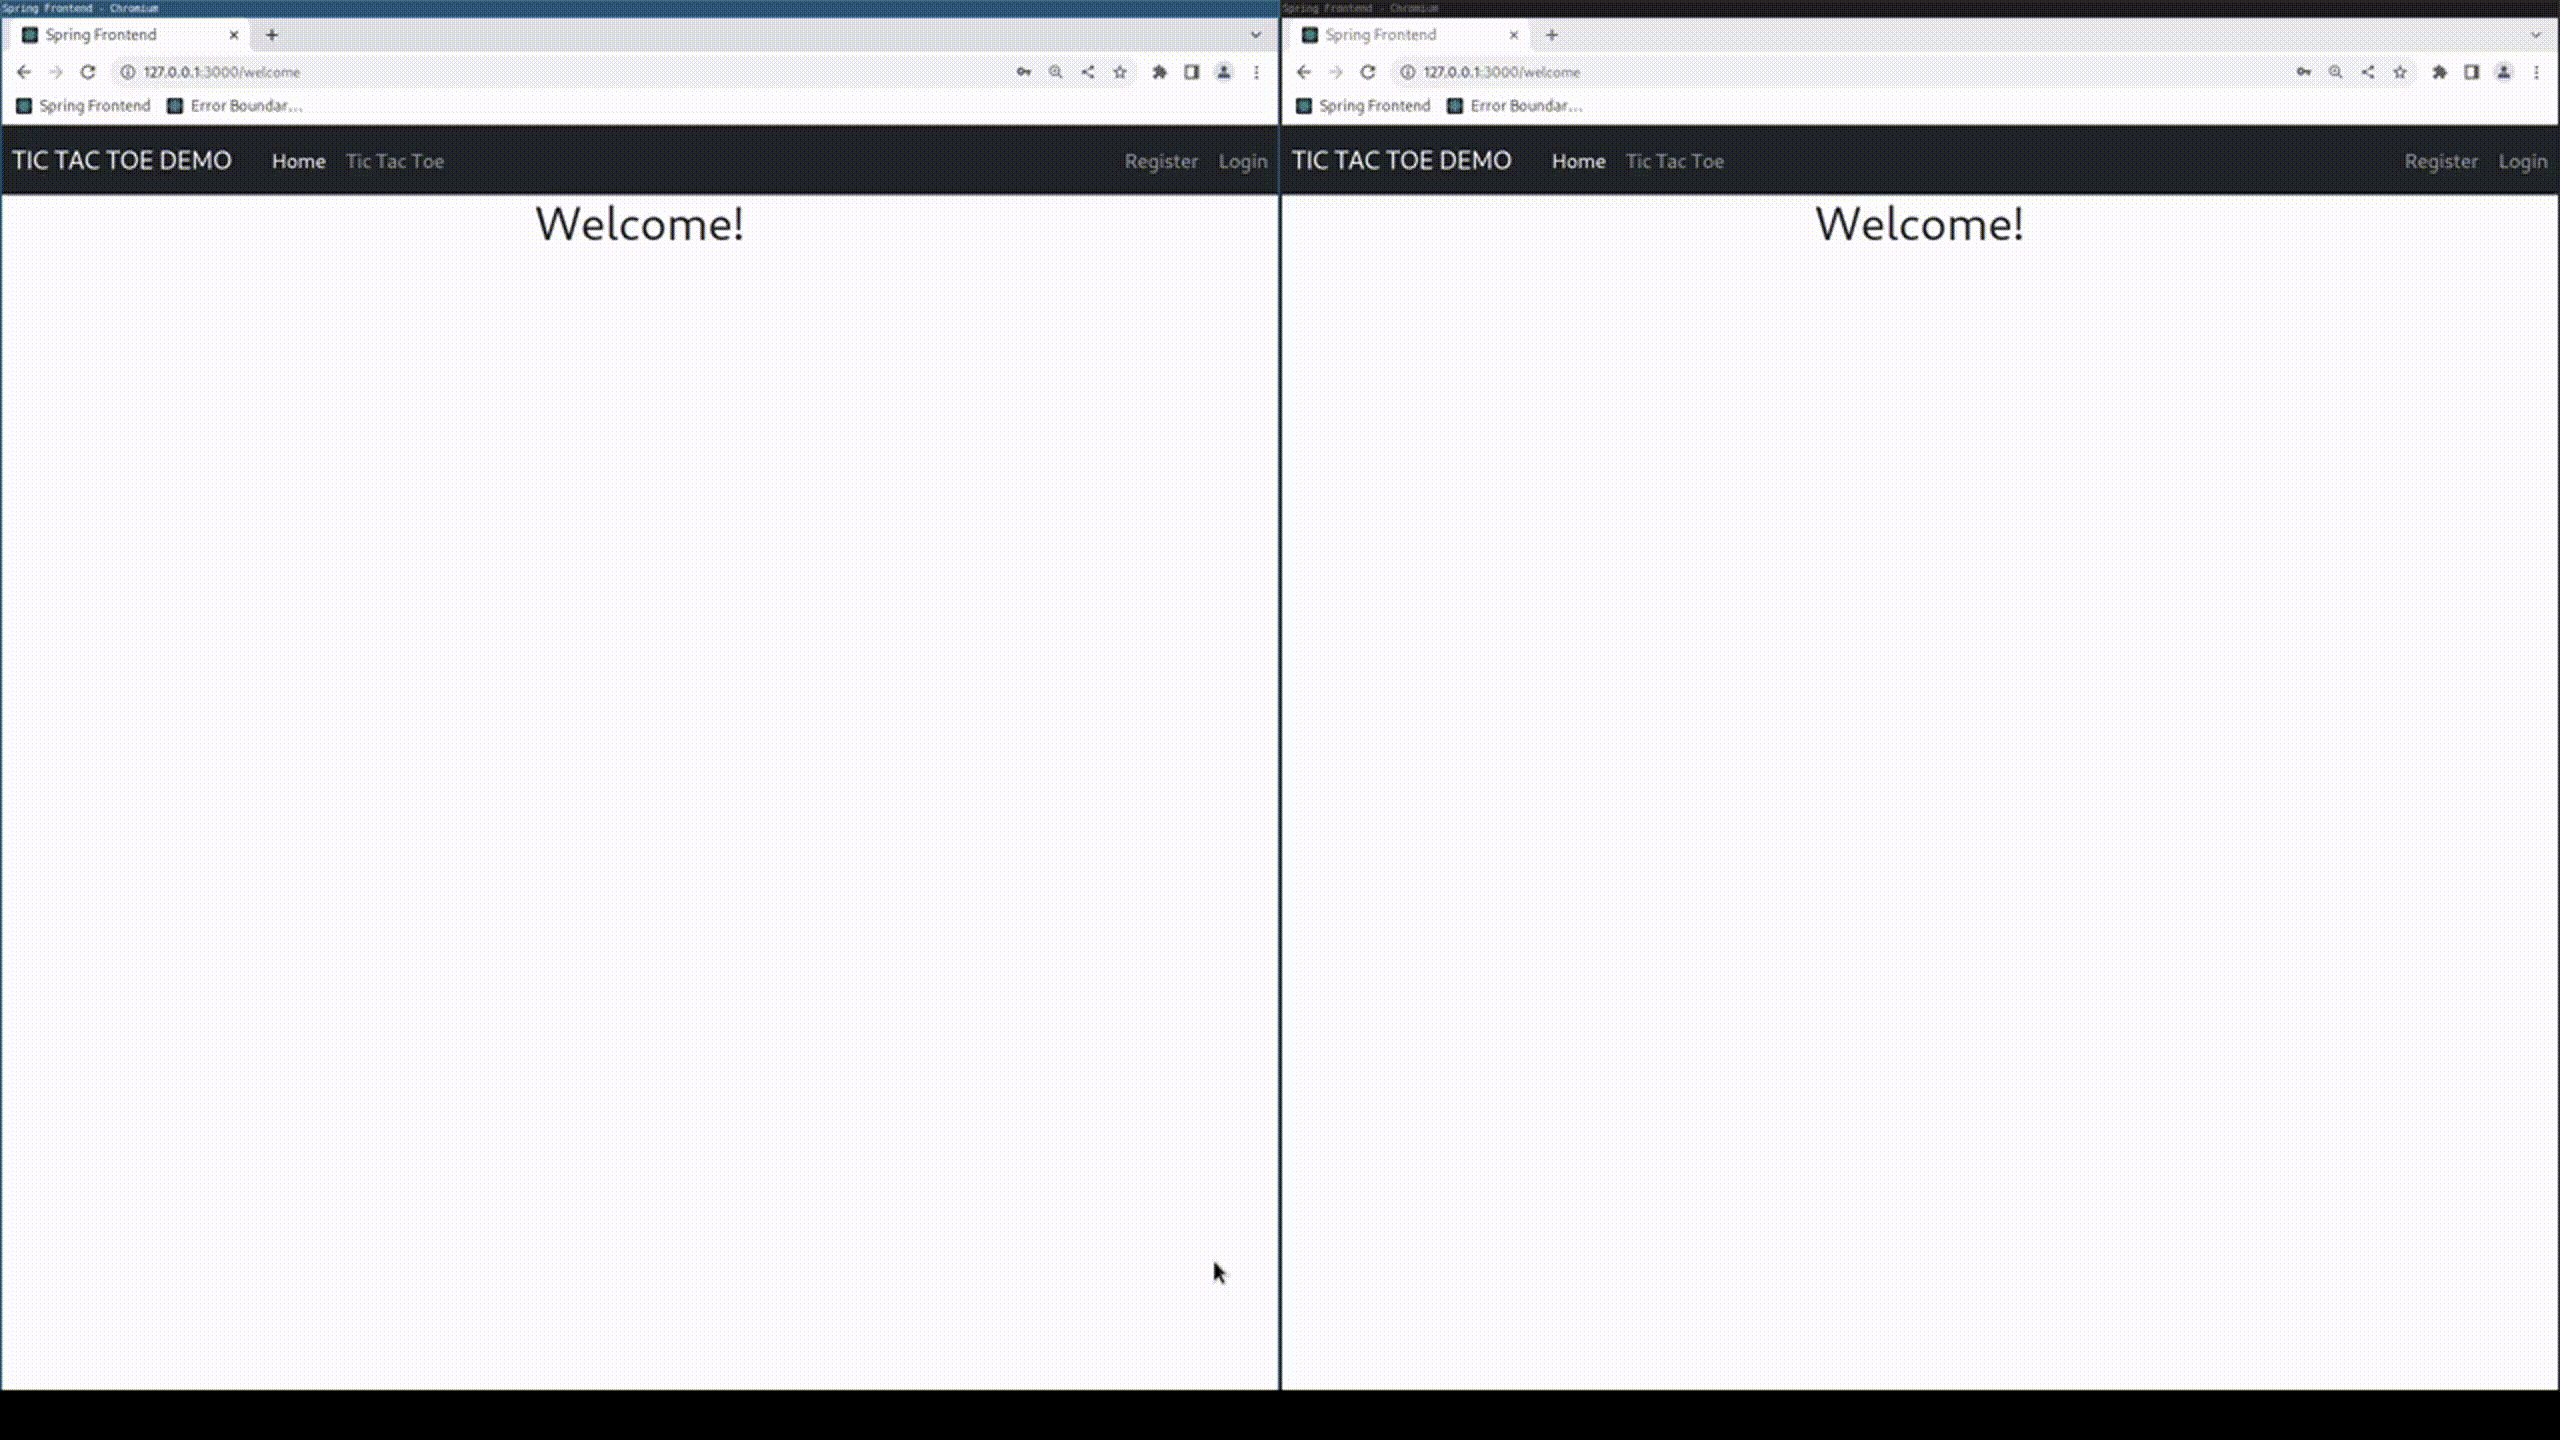 Spring Frontend - Chromium
Spring Frontend
127.0.0.1:3000/welcome
Spring Frontend Error Boundar...
TIC TAC TOE DEMO Home Tic Tac Toe Register Login
Welcome!
Spring Frontend - Chromium
Spring Frontend
127.0.0.1:3000/welcome
Spring Frontend Error Boundar...
TIC TAC TOE DEMO Home Tic Tac Toe Register Login
Welcome!